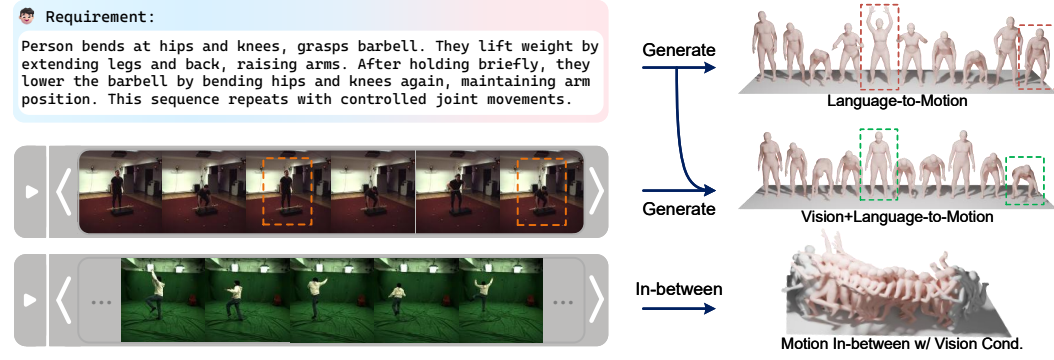 Requirement:
Person bends at hips and knees, grasps barbell. They lift weight by
extending legs and back, raising arms. After holding briefly, they
lower the barbell by bending hips and knees again, maintaining arm
position. This sequence repeats with controlled joint movements.
Generate
Language-to-Motion
Generate
Vision+Language-to-Motion
In-between
Motion In-between w/ Vision Cond.